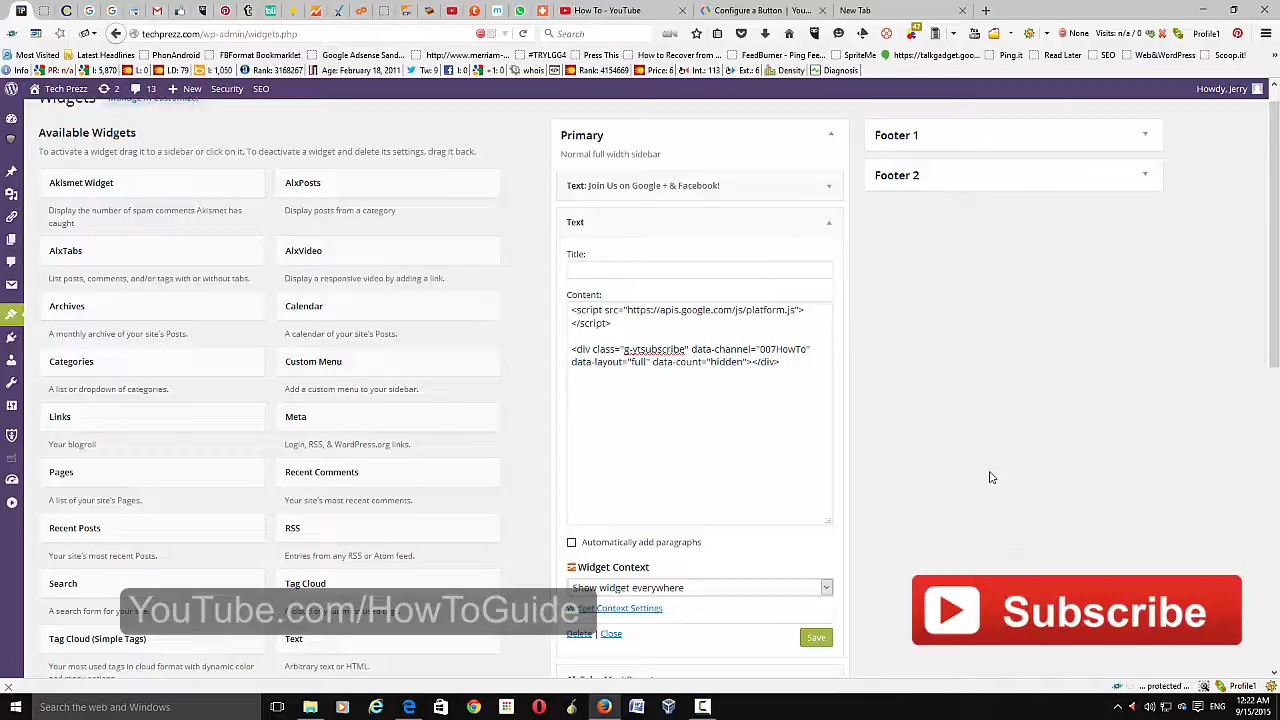 How To - YouTube
Configure a Button | You...
New Tab
techprezz.com/wp-admin/widgets.php
Search
47
None
Visits: n/a
Profile1
Most Visited
Latest Headlines
PhonAndroid
FBForment Bookmarklet
Google Adsense Sand...
http://www.meram-...
#TRYGLKK
Press This
How to Recover from...
FeedBurner - Ping Fee...
SpriteMe
https://talkgadget.goo...
Ping.it
Read Later
SEO
Web&WordPress
Scoop.it!
Info
PR: n/a
I: 5,870
L: 0
LD: 79
I: 1,050
Rank: 3168267
Age: February 18, 2011
Tw: 9
l: 0
+1: 0
whois
Rank: 4154669
Price: 6
Int.: 113
Ext.: 6
Density
Diagnosis
Tech Prezz
2
13
New
Security
SEO
Howdy, Jerry
Widgets
Manage in Customizer
Available Widgets
To activate a widget drag it to a sidebar or click on it. To deactivate a widget and delete its settings, drag it back.
Akismet Widget
AlxPosts
Display the number of spam comments Akismet has
caught
Display posts from a category
AlxTabs
AlxVideo
List posts, comments, and/or tags with or without tabs.
Display a responsive video by adding a link.
Archives
Calendar
A monthly archive of your site's Posts.
A calendar of your site's Posts.
Categories
Custom Menu
A list or dropdown of categories.
Add a custom menu to your sidebar.
Links
Meta
Your blogroll
Login, RSS, & WordPress.org links.
Pages
Recent Comments
A list of your site's Pages.
Your site's most recent comments.
Recent Posts
RSS
Your site's most recent Posts.
Entries from any RSS or Atom feed.
Search
Tag Cloud
A search form for your site.
Tag Cloud (Simple Tags)
Text
Your most used tags in cloud format with dynamic color
Arbitrary text or HTML.
Primary
Normal full width sidebar
Text: Join Us on Google + & Facebook!
Text
Title:
Content:
<script src="https://apis.google.com/js/platform.js">
</script>
<div class="g-ytsubscribe" data-channel="007HowTo"
data-layout="full" data-count="hidden"></div>
Automatically add paragraphs
Widget Context
Show widget everywhere
Widget Context Settings
Delete | Close
Save
Footer 1
Footer 2
YouTube.com/HowToGuide
Subscribe
... protected ...
Profile1
Search the web and Windows
ENG
12:22 AM
9/15/2015